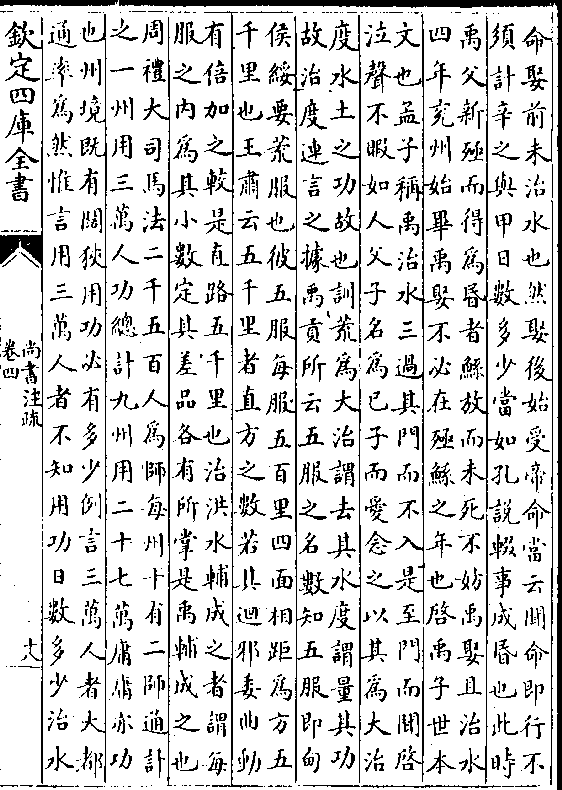 命娶前未治水也然娶後始受帝命當云聞命即行不
須計辛之與甲日數多少當如孔說輟事成昏也此時
禹父新殛而得為昏者鯀放而未死不妨禹娶且治水
四年兖州始畢禹娶不必在殛鯀之年也啓禹子世本
文也孟子稱禹治水三過其門而不入是至門而聞啓
泣聲不暇如人父子名為已子而愛念之以其為大治
度水土之功故也訓荒為大治謂去其水度謂量其功
故治度連言之據禹貢所云五服之名數知五服即甸
侯綏要荒服也彼五服每服五百里四面相距為方五
千里也王肅云五千里者直方之數若其迴邪委曲動
有倍加之較是直路五千里也治洪水輔成之者謂每
服之内為其小數定其差品各有所掌是禹輔成之也
周禮大司馬法二千五百人為師每州十有二師通計
之一州用三萬人功總計九州用二十七萬庸庸亦功
也州境既有闊狹用功必有多少例言三萬人者大都
通率為然惟言用三萬人者不知用功日數多少治水
欽定四庫全書
尚書注疏
卷四